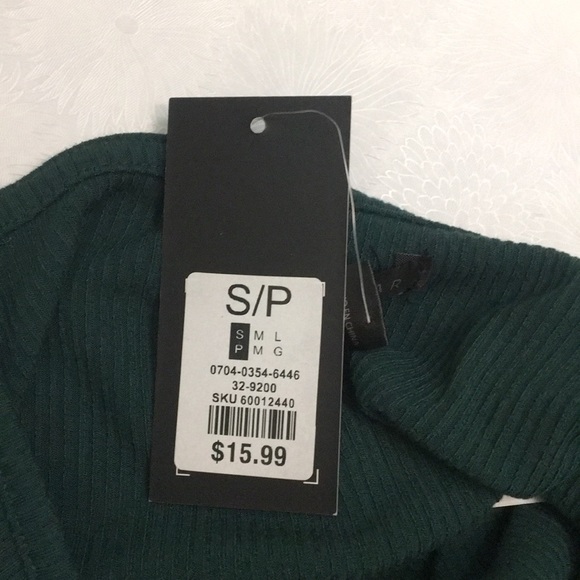 S/P
S M L
P M G
0704-0354-6446
32-9200
SKU 60012440
$15.99